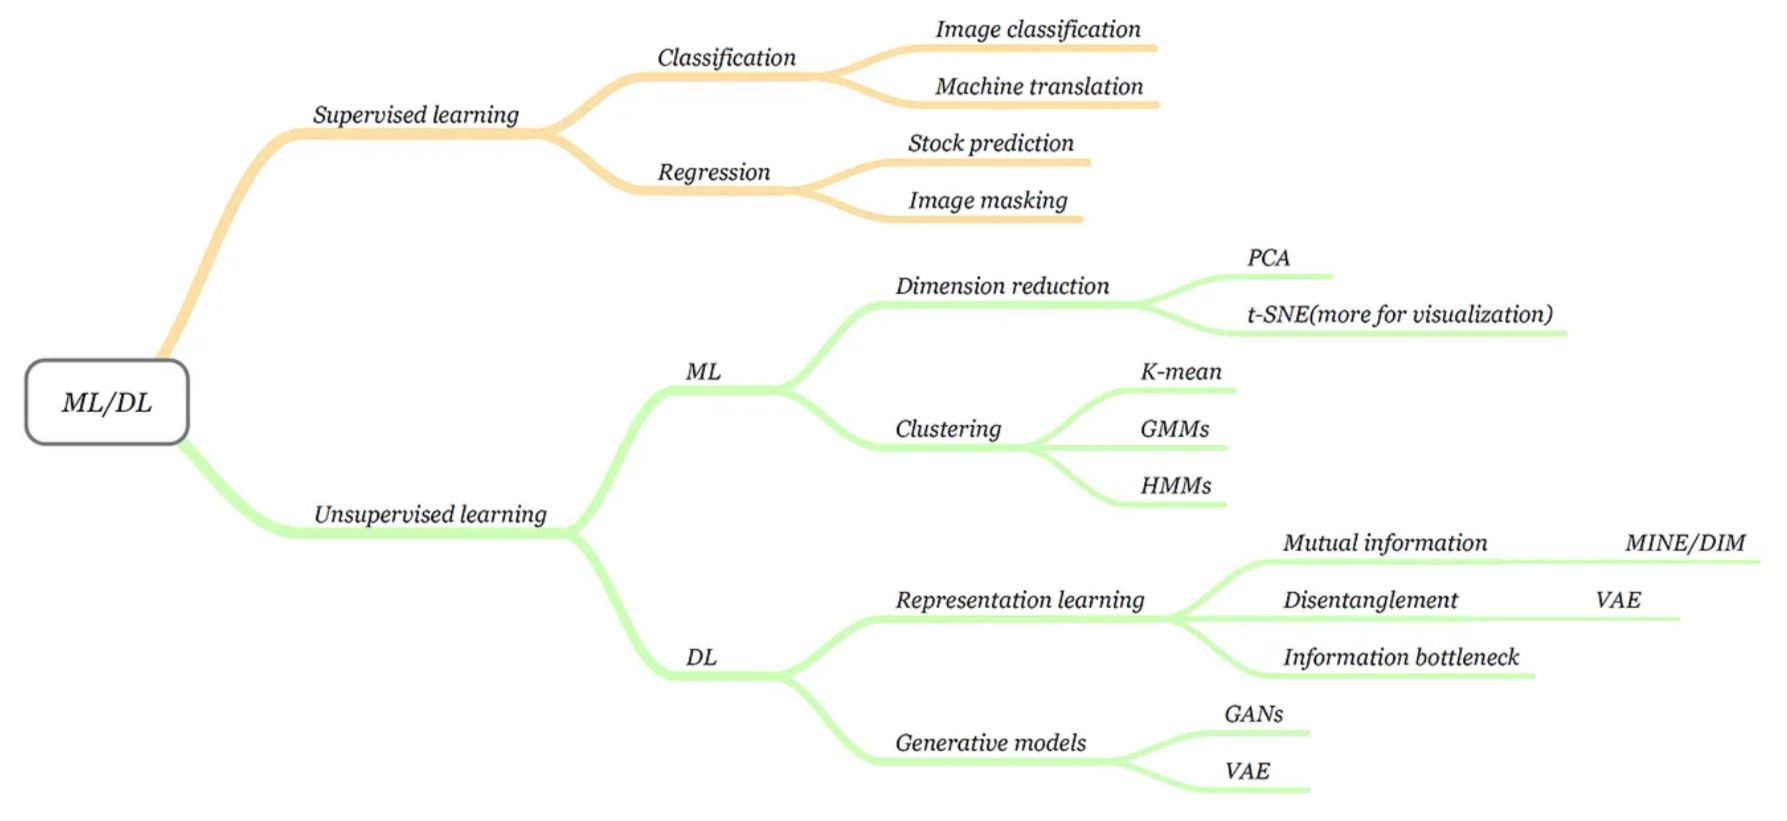 Image classification
Classification
Machine translation
Supervised learning
Stock prediction
Regression
Image masking
PCA
Dimension reduction
t-SNE(more for visualization)
ML
K-mean
ML/DL
Clustering
GMMs
HMMs
Unsupervised learning
Mutual information
MINE/DIM
Representation learning
Disentanglement
VAE
DL
Information bottleneck
GANs
Generative models
VAE